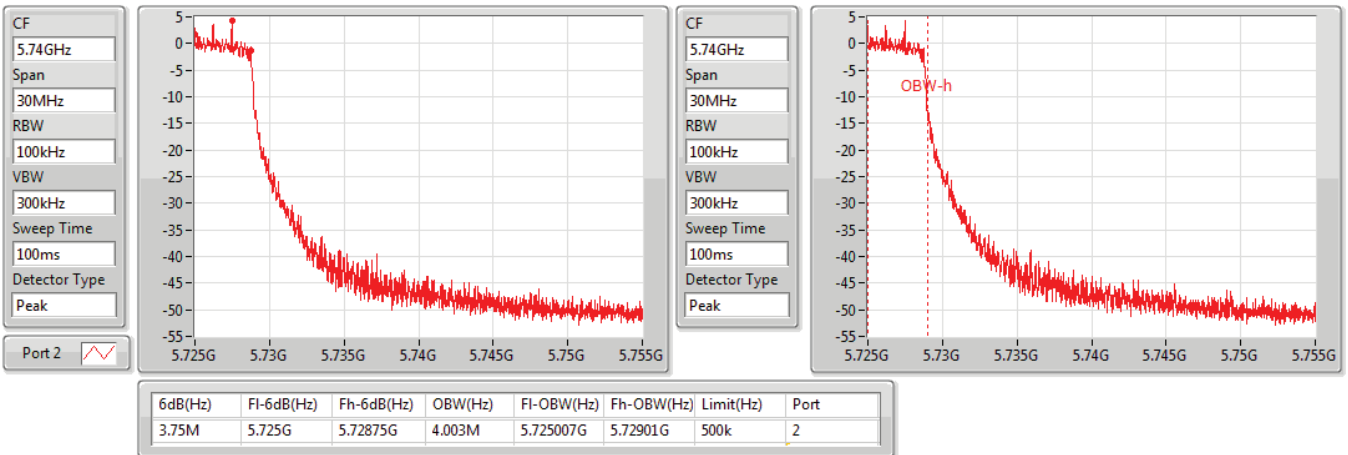 CF
5.74GHz
Span
30MHz
RBW
100kHz
VBW
300kHz
Sweep Time
100ms
Detector Type
Peak
Port 2
5
0
-5
-10
-15
-20
-25
-30
-35
-40
-45
-50
-55
5.725G 5.73G 5.735G 5.74G 5.745G 5.75G 5.755G
CF
5.74GHz
Span
30MHz
RBW
100kHz
VBW
300kHz
Sweep Time
100ms
Detector Type
Peak
5
0
-5
-10
-15
-20
-25
-30
-35
-40
-45
-50
-55
OBW-h
5.725G 5.73G 5.735G 5.74G 5.745G 5.75G 5.755G
6dB(Hz) Fl-6dB(Hz) Fh-6dB(Hz) OBW(Hz) Fl-OBW(Hz) Fh-OBW(Hz) Limit(Hz) Port
3.75M 5.725G 5.72875G 4.003M 5.725007G 5.72901G 500k 2